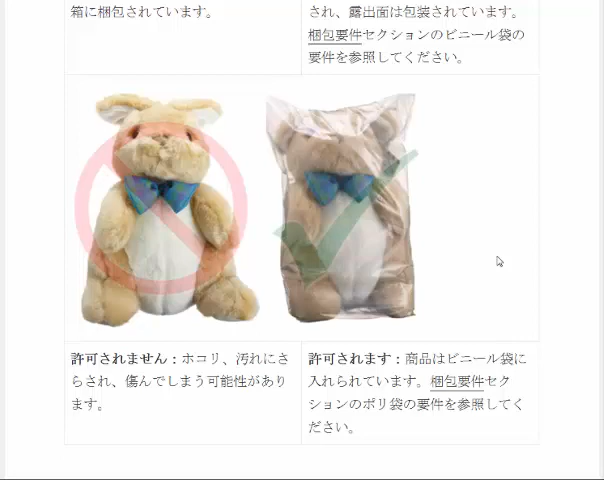 箱に梱包されています。
され、露出面は包装されています。
梱包要件セクションのビニール袋の
要件を参照してください。
許可されません：ホコリ、汚れにさ
らされ、傷んでしまう可能性があり
ます。
許可されます：商品はビニール袋に
入れられています。梱包要件セク
ションのポリ袋の要件を参照してく
ださい。